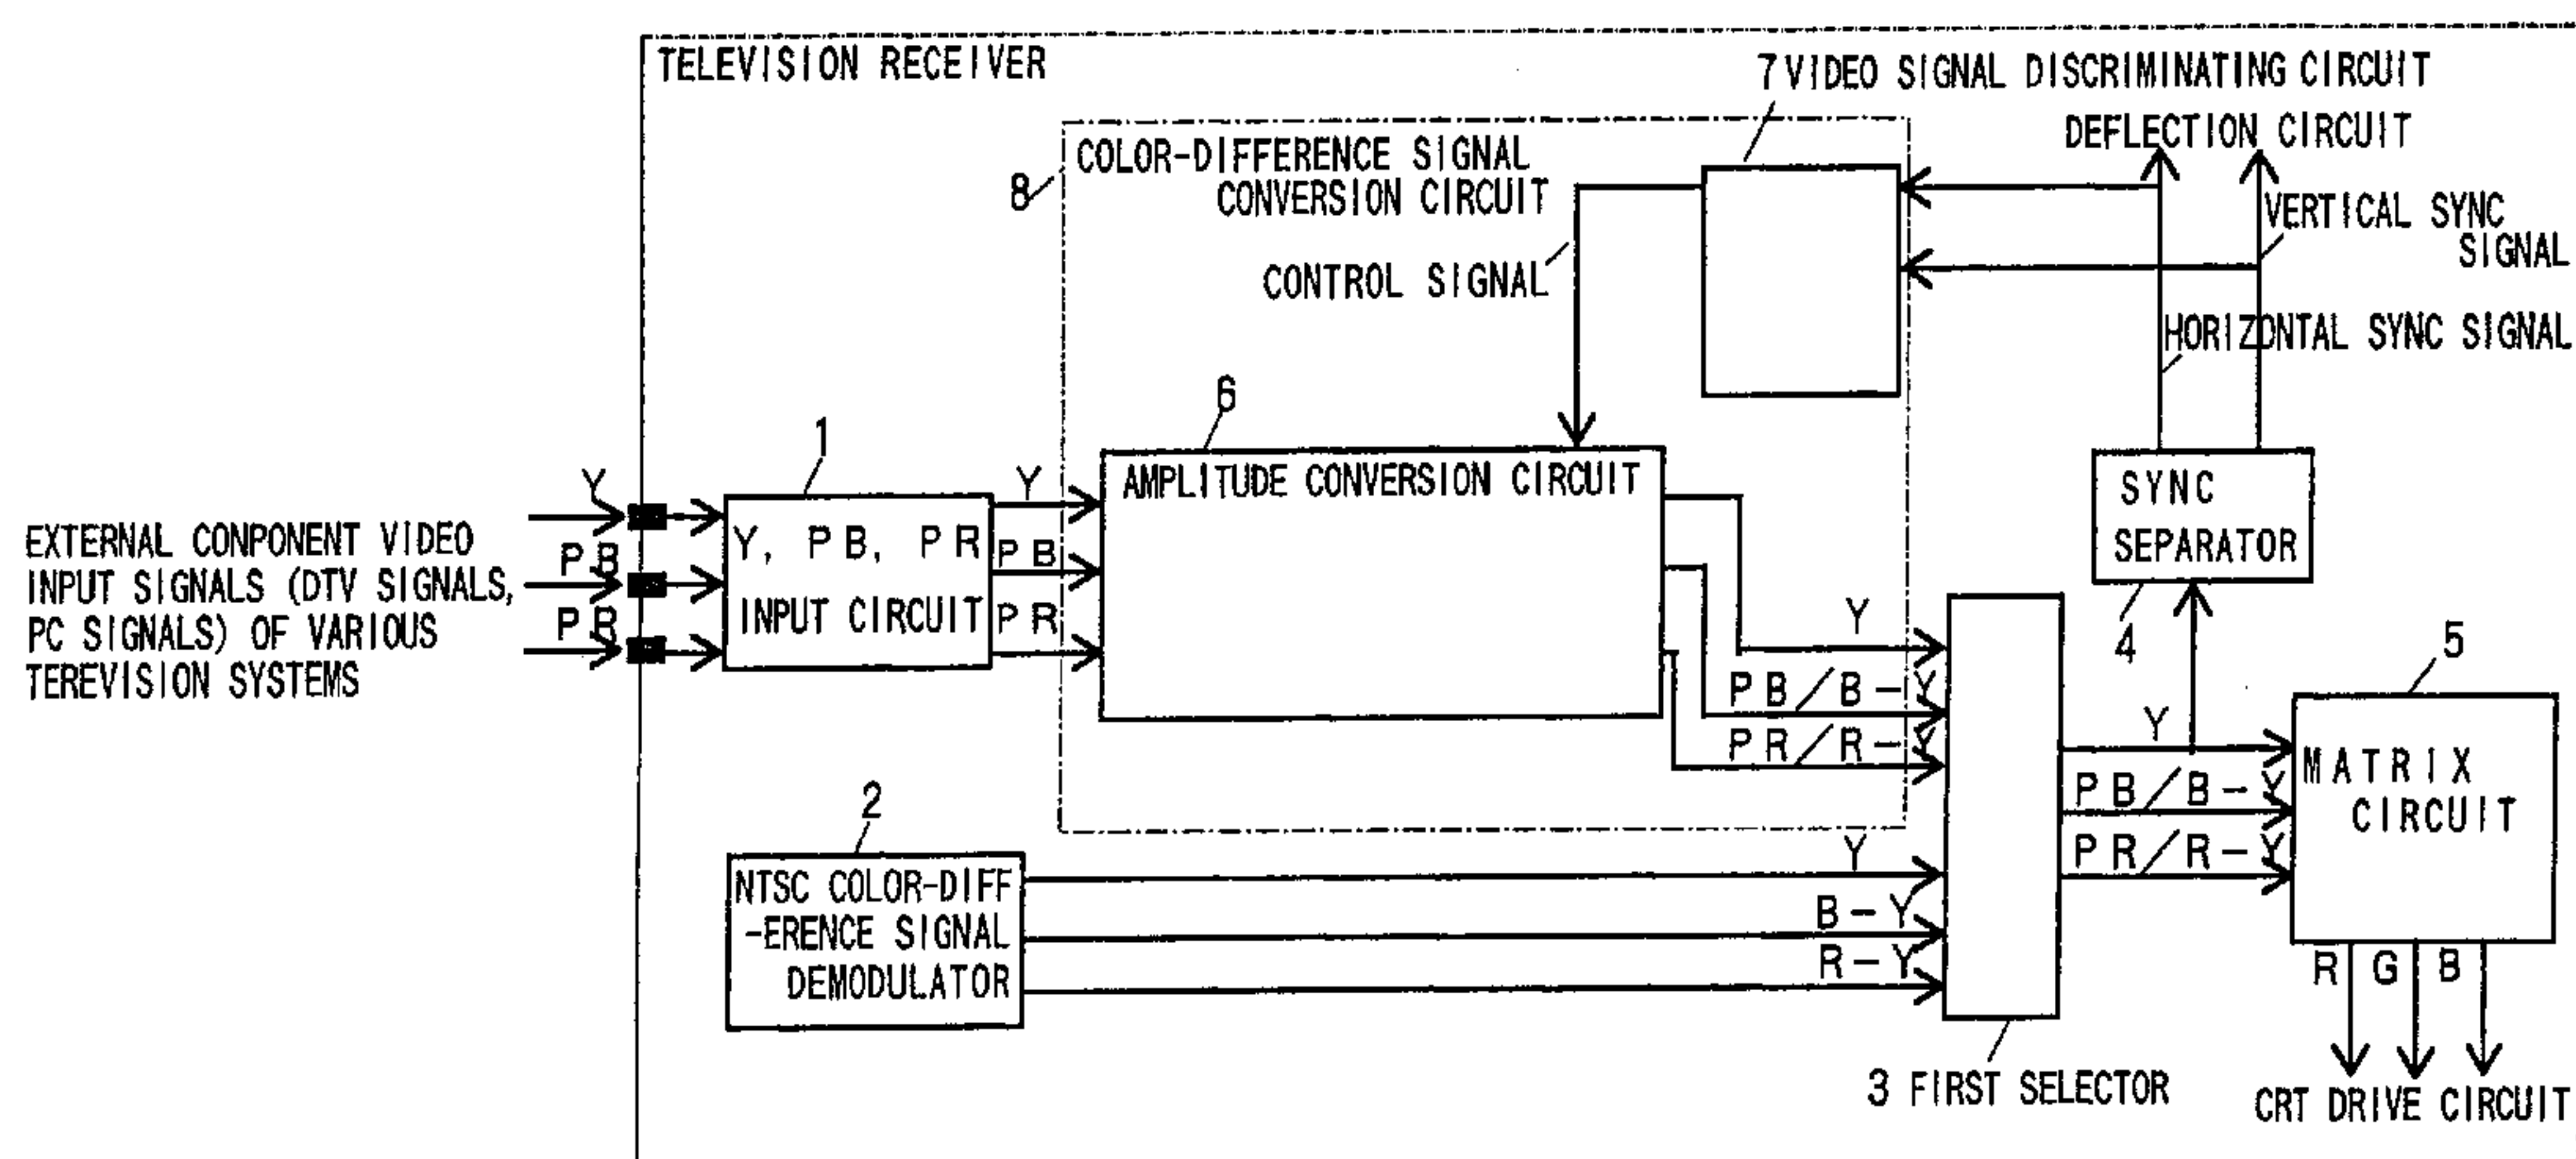 TELEVISION RECEIVER
7 VIDEO SIGNAL DISCRIMINATING CIRCUIT
DEFLECTION CIRCUIT
8
COLOR-DIFFERENCE SIGNAL
CONVERSION CIRCUIT
CONTROL SIGNAL
VERTICAL SYNC
SIGNAL
HORIZONTAL SYNC SIGNAL
EXTERNAL CONPONENT VIDEO
INPUT SIGNALS (DTV SIGNALS,
PC SIGNALS) OF VARIOUS
TEREVISION SYSTEMS
Y
PB
PR
1
Y, PB, PR
INPUT CIRCUIT
Y
PB
PR
6
AMPLITUDE CONVERSION CIRCUIT
Y
PB/B-Y
PR/R-Y
2
NTSC COLOR-DIFF
-ERENCE SIGNAL
DEMODULATOR
Y
B-Y
R-Y
3 FIRST SELECTOR
SYNC
SEPARATOR
4
Y
PB/B-Y
PR/R-Y
5
MATRIX
CIRCUIT
R G B
CRT DRIVE CIRCUIT